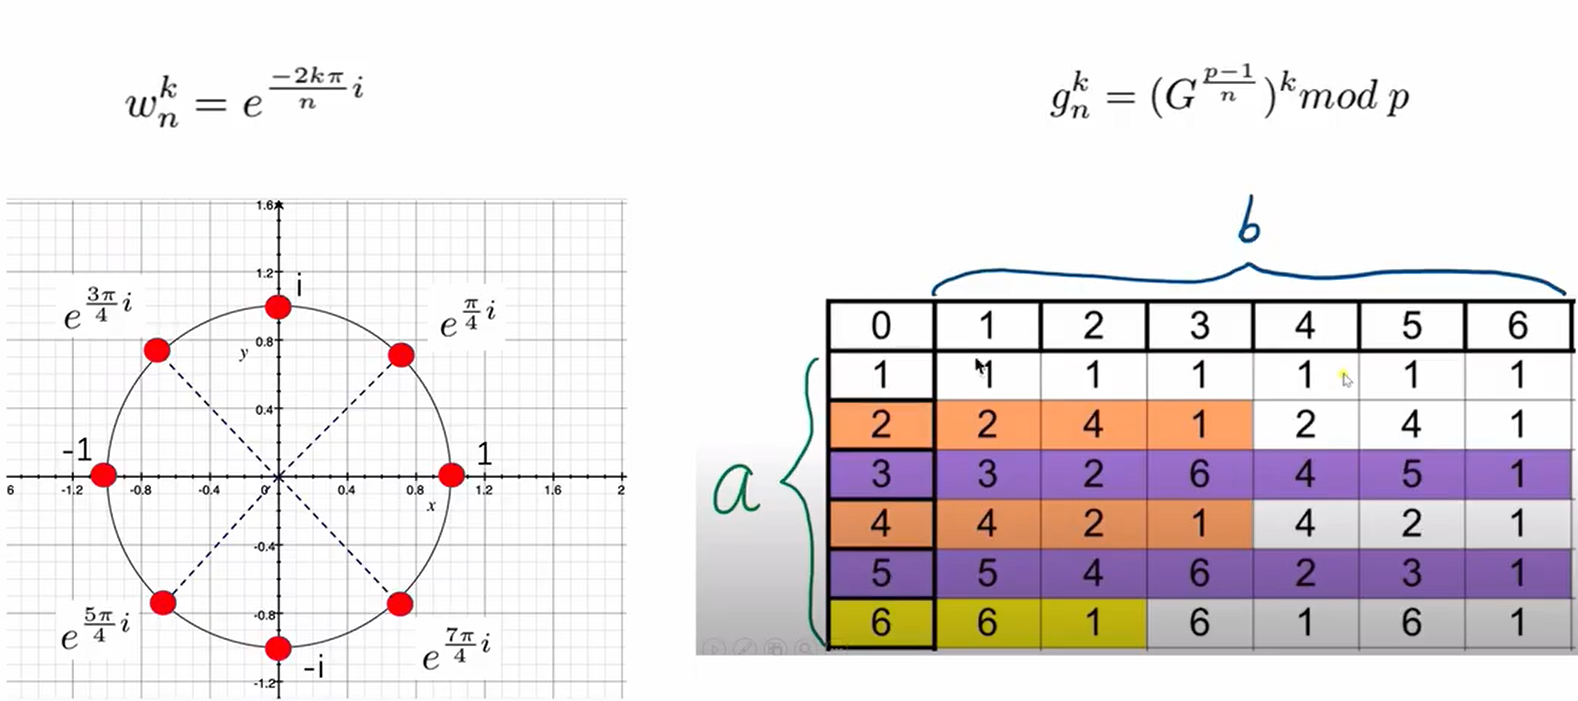 w_n^k = e^{\frac{-2k\pi}{n}i}
g_n^k = (G^{\frac{p-1}{n}})^k mod p
1.6
1.2
i
e^{\frac{3\pi}{4}i}
e^{\frac{\pi}{4}i}
y
0.8
0.4
-1
1
6 -1.2 -0.8 -0.4 0 0.4 0.8 1.2 1.6 2
x
-0.4
-0.8
e^{\frac{5\pi}{4}i}
e^{\frac{7\pi}{4}i}
-i
-1.2
b
a
0 1 2 3 4 5 6
1 1 1 1 1 1 1
2 2 4 1 2 4 1
3 3 2 6 4 5 1
4 4 2 1 4 2 1
5 5 4 6 2 3 1
6 6 1 6 1 6 1